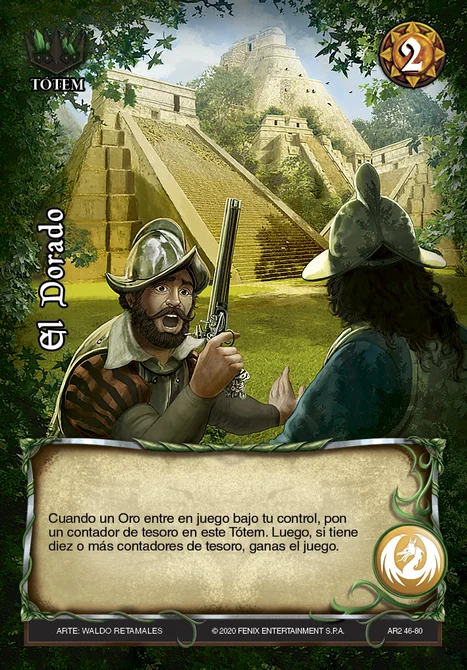 TÓTEM
2
El Dorado
Cuando un Oro entre en juego bajo tu control, pon
un contador de tesoro en este Tótem. Luego, si tiene
diez o más contadores de tesoro, ganas el juego.
ARTE: WALDO RETAMALES
©2020 FENIX ENTERTAINMENT S.P.A.
AR2 46-80